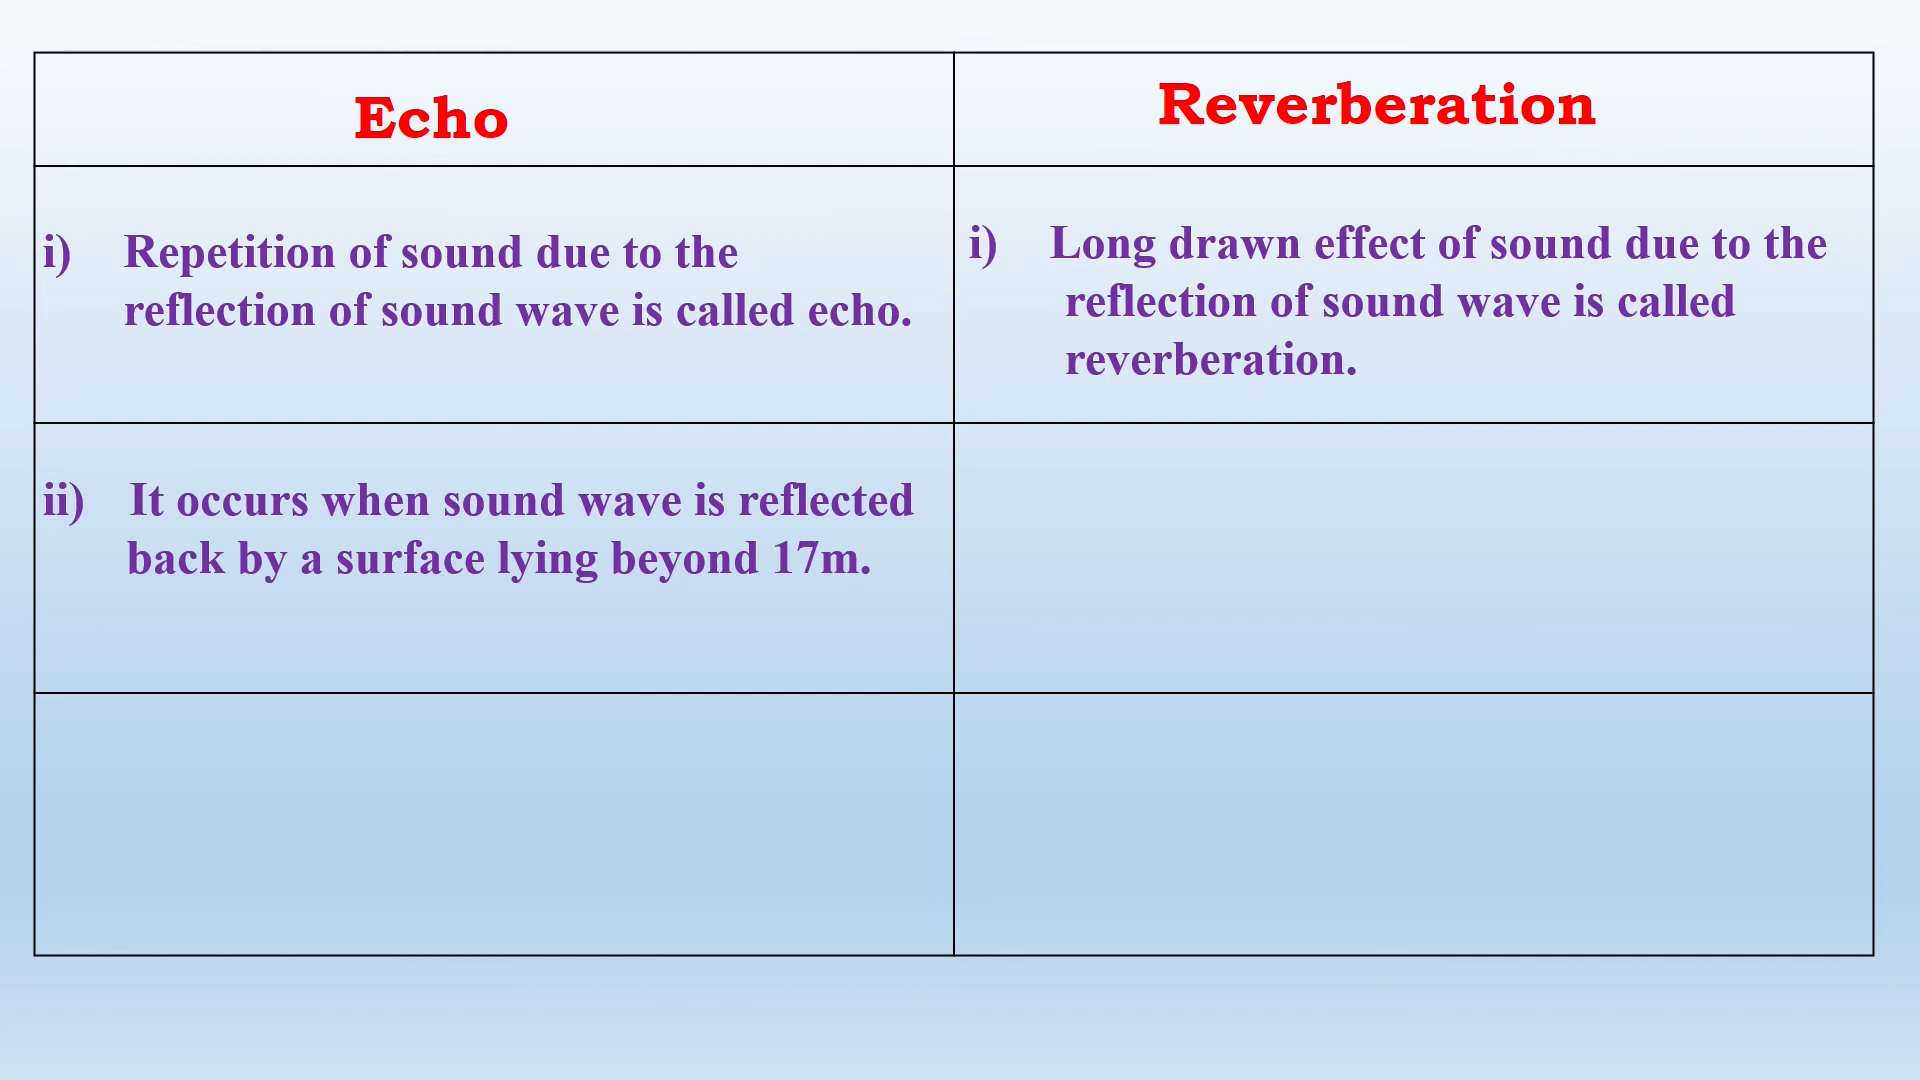 Echo
Reverberation
i) Repetition of sound due to the
reflection of sound wave is called echo.
i) Long drawn effect of sound due to the
reflection of sound wave is called
reverberation.
ii) It occurs when sound wave is reflected
back by a surface lying beyond 17m.